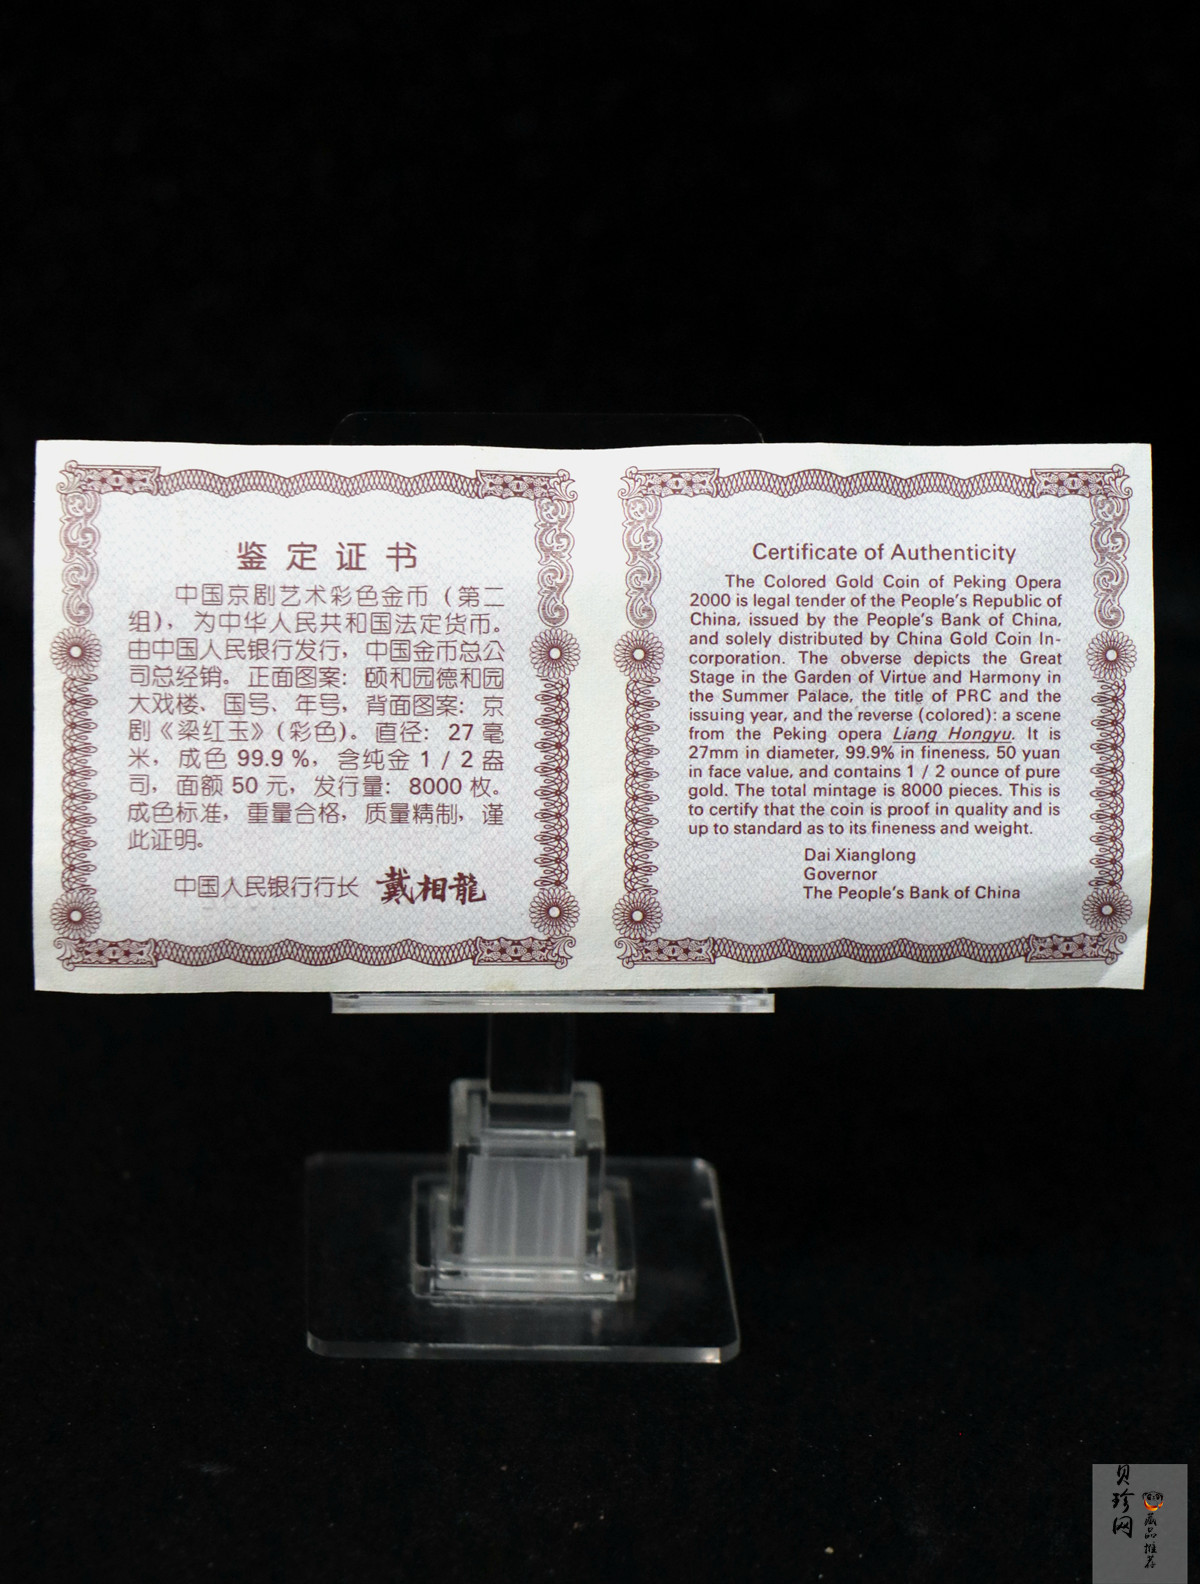 鉴定证书
中国京剧艺术彩色金币（第二
组），为中华人民共和国法定货币。
由中国人民银行发行，中国金币总公
司总经销。正面图案：颐和园德和园
大戏楼、国号、年号，背面图案：京
剧《梁红玉》（彩色）。直径：27毫
米，成色99.9%，含纯金1/2盎
司，面额50元，发行量：8000枚。
成色标准，重量合格，质量精制，谨
此证明。
中国人民银行行长 戴相龍
Certificate of Authenticity
The Colored Gold Coin of Peking Opera
2000 is legal tender of the People's Republic of
China, issued by the People's Bank of China,
and solely distributed by China Gold Coin In-
corporation. The obverse depicts the Great
Stage in the Garden of Virtue and Harmony in
the Summer Palace, the title of PRC and the
issuing year, and the reverse (colored): a scene
from the Peking opera Liang Hongyu. It is
27mm in diameter, 99.9% in fineness, 50 yuan
in face value, and contains 1 / 2 ounce of pure
gold. The total mintage is 8000 pieces. This is
to certify that the coin is proof in quality and is
up to standard as to its fineness and weight.
Dai Xianglong
Governor
The People's Bank of China
贝珍网
藏品推荐